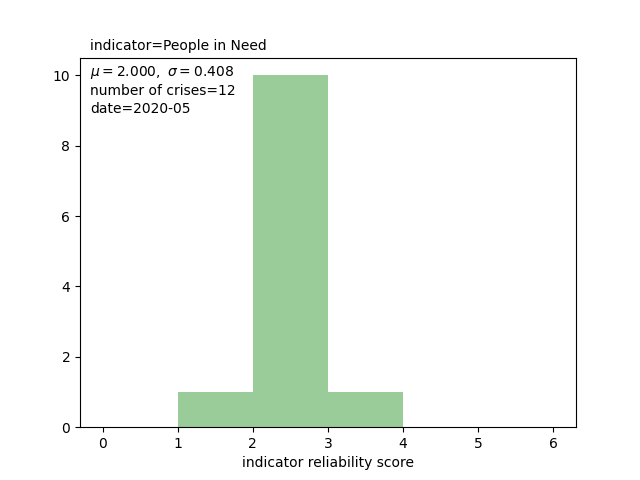 indicator=People in Need
μ = 2.000, σ = 0.408
number of crises=12
date=2020-05
10
8
6
4
2
0
0 1 2 3 4 5 6
indicator reliability score